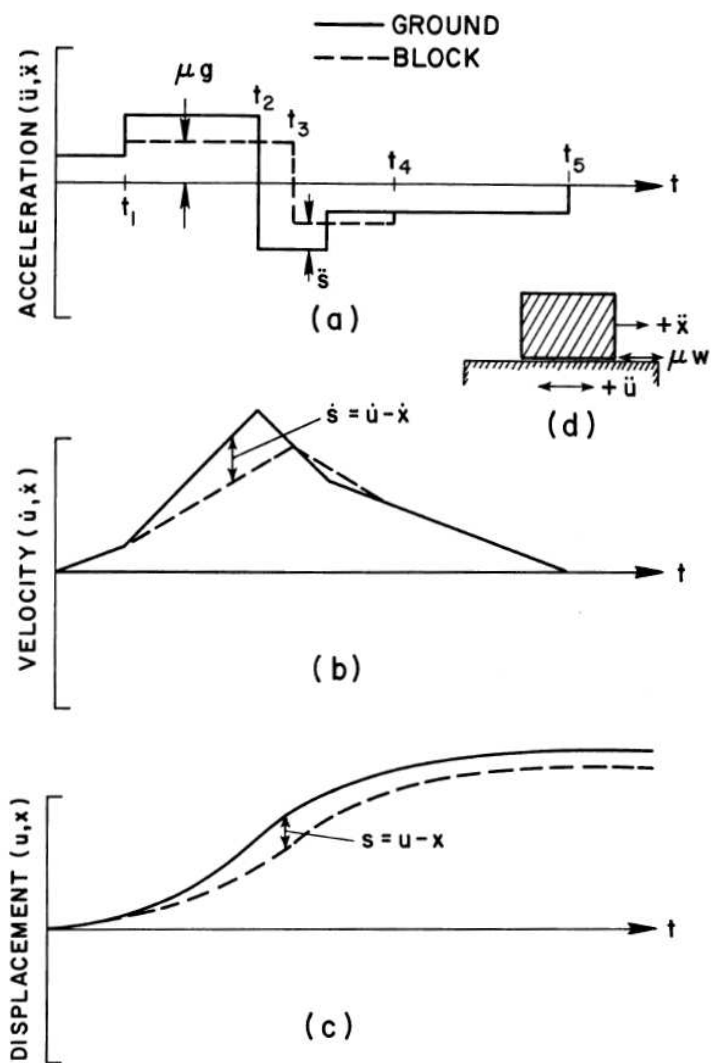 GROUND
BLOCK
ACCELERATION (ü,ẍ)
μg
t₂
t₃
t₄
t₅
t
t₁
s̈
(a)
+ẍ
μw
+ü
(d)
VELOCITY (u̇,ẋ)
ṡ = u̇ - ẋ
t
(b)
DISPLACEMENT (u,x)
s = u - x
t
(c)